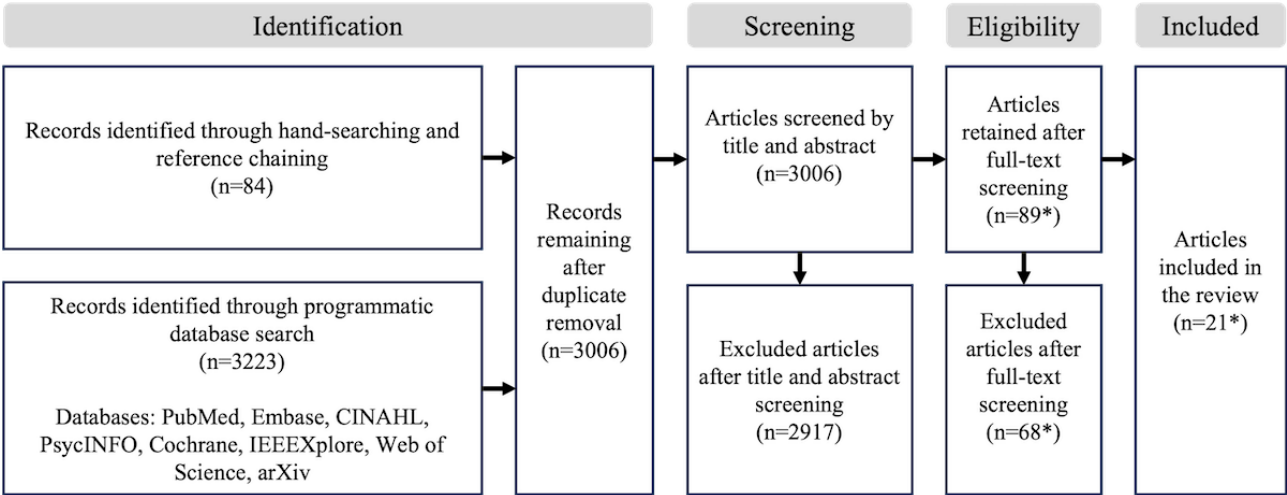 Identification
Screening
Eligibility
Included
Records identified through hand-searching and
reference chaining
(n=84)
Records identified through programmatic
database search
(n=3223)
Databases: PubMed, Embase, CINAHL,
PsycINFO, Cochrane, IEEEXplore, Web of
Science, arXiv
Records
remaining
after
duplicate
removal
(n=3006)
Articles screened by
title and abstract
(n=3006)
Excluded articles
after title and abstract
screening
(n=2917)
Articles
retained after
full-text
screening
(n=89*)
Excluded
articles after
full-text
screening
(n=68*)
Articles
included in
the review
(n=21*)